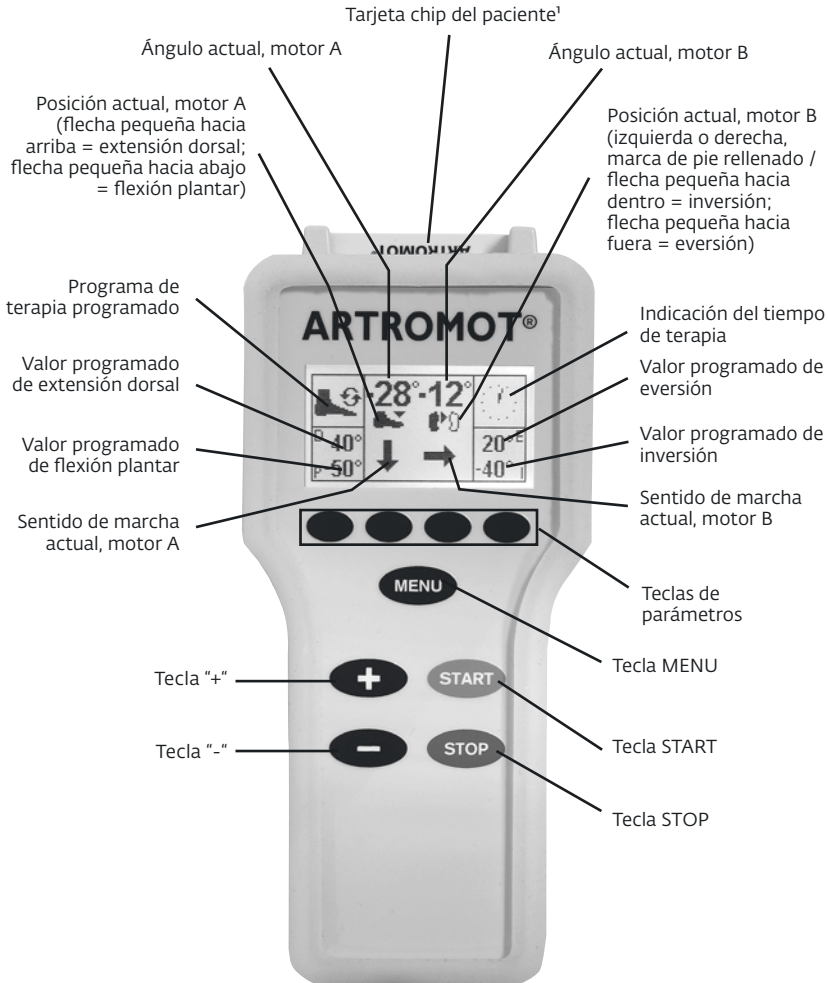 Tarjeta chip del paciente¹
Ángulo actual, motor A
Ángulo actual, motor B
Posición actual, motor A
(flecha pequeña hacia
arriba = extensión dorsal;
flecha pequeña hacia abajo
= flexión plantar)
Posición actual, motor B
(izquierda o derecha,
marca de pie rellenado /
flecha pequeña hacia
dentro = inversión;
flecha pequeña hacia
fuera = eversión)
ARTROMOT®
Programa de
terapia programado
Indicación del tiempo
de terapia
ARTROMOT®
Valor programado
de extensión dorsal
Valor programado de
eversión
-28° -12°
Valor programado
de flexión plantar
Valor programado de
inversión
D 40°
20° E
P 50°
-40° I
Sentido de marcha
actual, motor A
Sentido de marcha
actual, motor B
Teclas de
parámetros
MENU
Tecla MENU
Tecla "+"
+
START
Tecla START
Tecla "-"
-
STOP
Tecla STOP